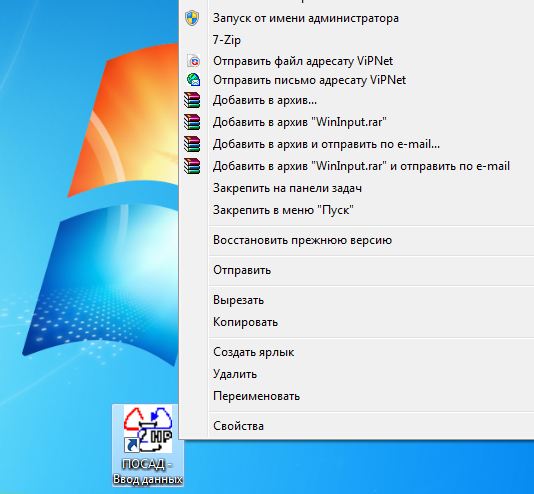 Запуск от имени администратора
7-Zip
Отправить файл адресату ViPNet
Отправить письмо адресату ViPNet
Добавить в архив...
Добавить в архив "WinInput.rar"
Добавить в архив и отправить по e-mail...
Добавить в архив "WinInput.rar" и отправить по e-mail
Закрепить на панели задач
Закрепить в меню "Пуск"
Восстановить прежнюю версию
Отправить
Вырезать
Копировать
Создать ярлык
Удалить
Переименовать
Свойства
ПОСАД -
Ввод данных